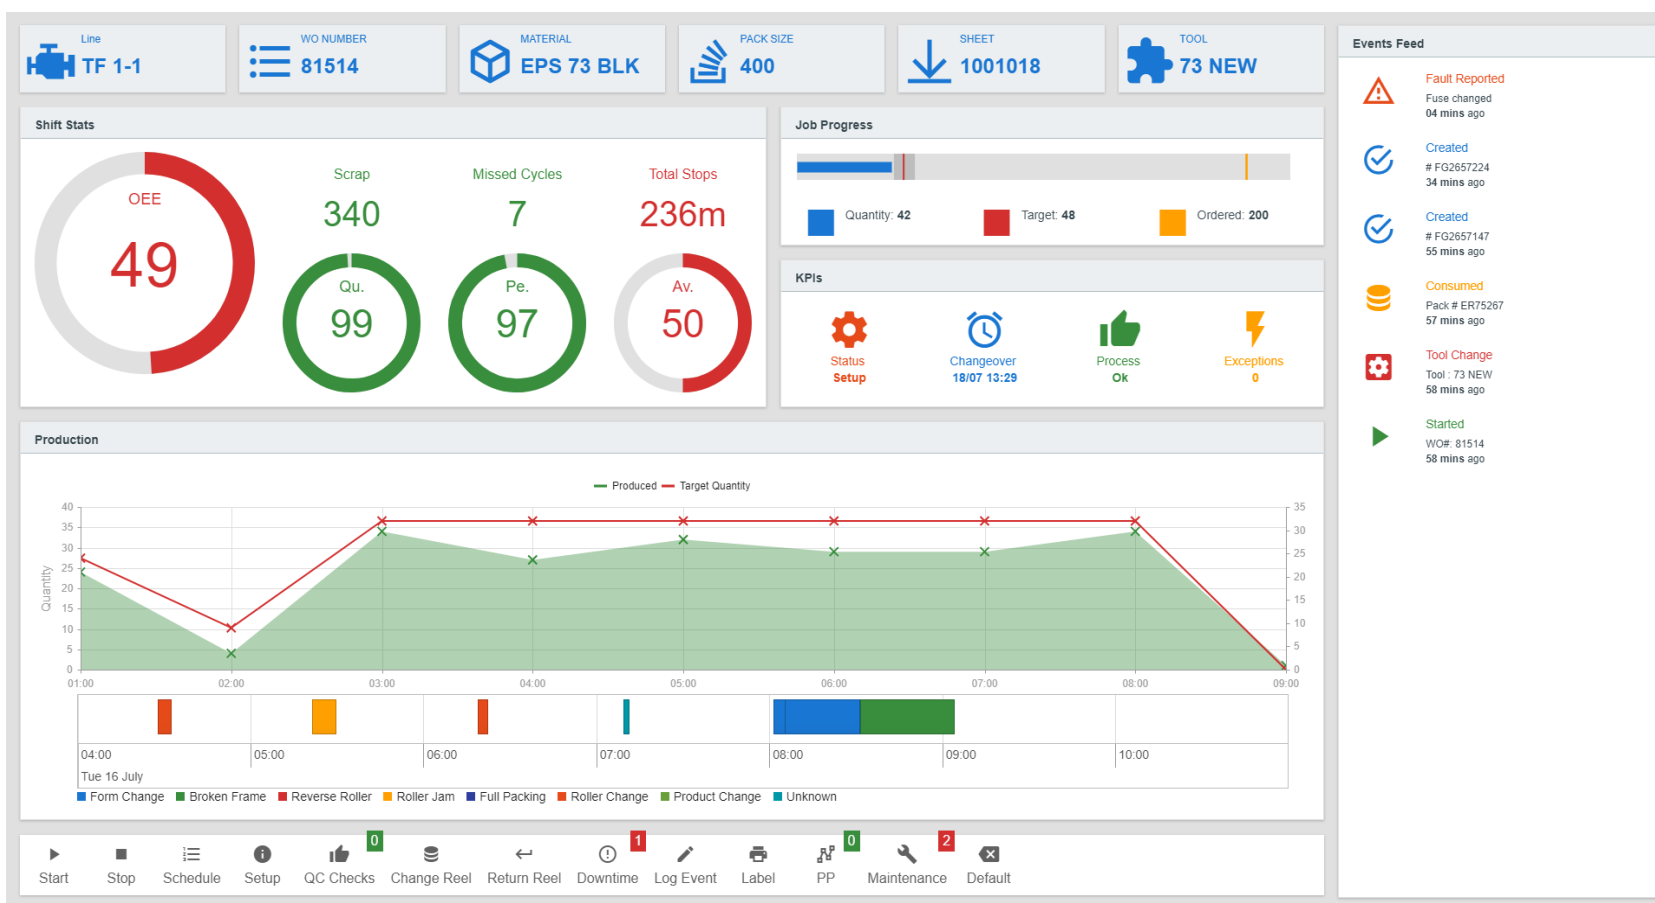 Line
TF 1-1
WO NUMBER
81514
MATERIAL
EPS 73 BLK
PACK SIZE
400
SHEET
1001018
TOOL
73 NEW
Shift Stats
OEE
49
Scrap
340
Missed Cycles
7
Total Stops
236m
Qu.
99
Pe.
97
Av.
50
Job Progress
Quantity: 42
Target: 48
Ordered: 200
KPIs
Status
Setup
Changeover
18/07 13:29
Process
Ok
Exceptions
0
Production
Produced
Target Quantity
Quantity
40
35
30
25
20
15
10
5
0
35
30
25
20
15
10
5
0
01:00 02:00 03:00 04:00 05:00 06:00 07:00 08:00 09:00
04:00 05:00 06:00 07:00 08:00 09:00 10:00
Tue 16 July
Form Change Broken Frame Reverse Roller Roller Jam Full Packing Roller Change Product Change Unknown
0 1 0 2
Start Stop Schedule Setup QC Checks Change Reel Return Reel Downtime Log Event Label PP Maintenance Default
Events Feed
Fault Reported
Fuse changed
04 mins ago
Created
# FG2657224
34 mins ago
Created
# FG2657147
55 mins ago
Consumed
Pack # ER75267
57 mins ago
Tool Change
Tool : 73 NEW
58 mins ago
Started
WO#: 81514
58 mins ago